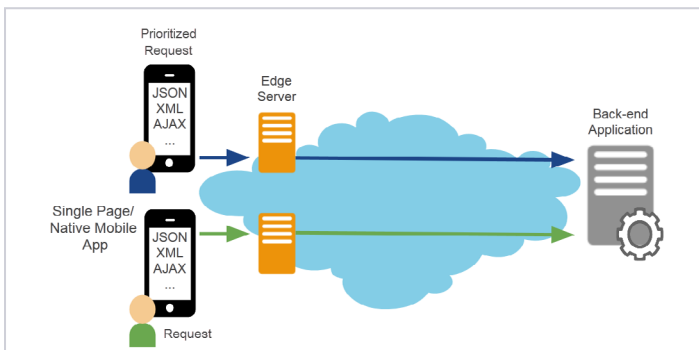 Prioritized
Request
JSON
XML
AJAX
...
Edge
Server
Back-end
Application
Single Page/
Native Mobile
App
JSON
XML
AJAX
...
Request